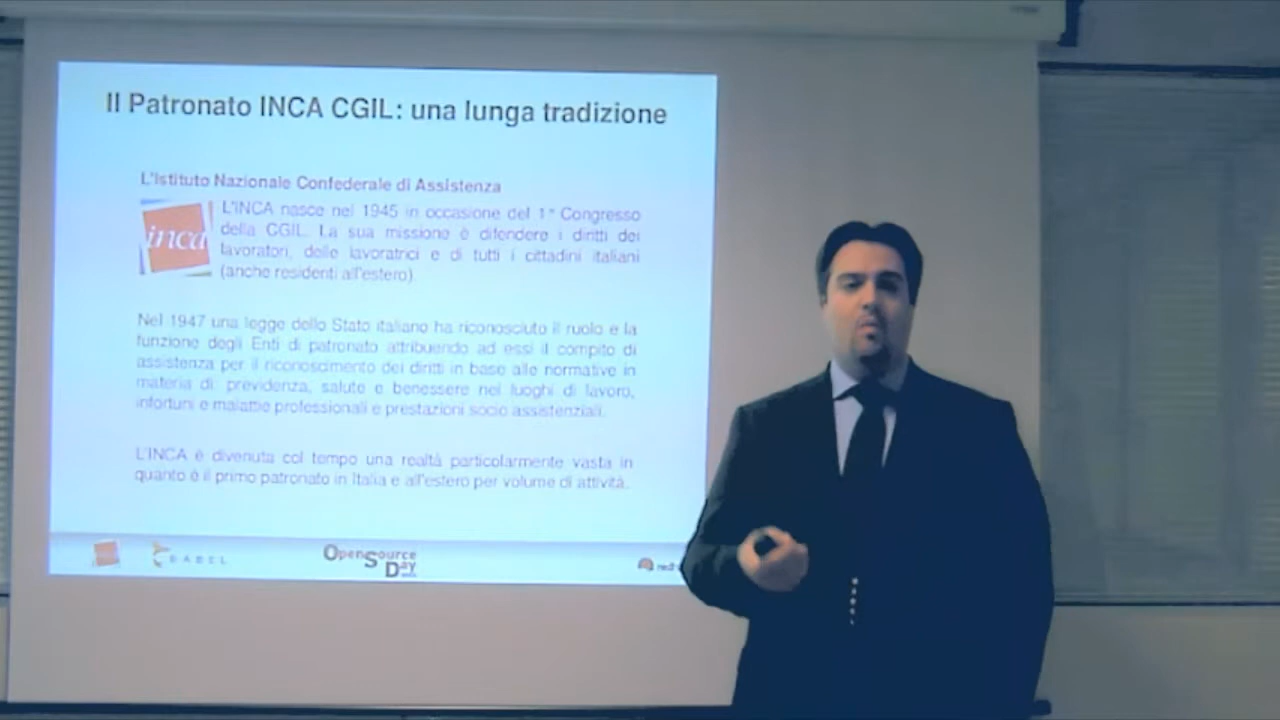 Il Patronato INCA CGIL: una lunga tradizione
L'Istituto Nazionale Confederale di Assistenza
inca
L'INCA nasce nel 1945 in occasione del 1° Congresso
della CGIL. La sua missione è difendere i diritti dei
lavoratori, delle lavoratrici e di tutti i cittadini italiani
(anche residenti all'estero)
Nel 1947 una legge dello Stato italiano ha riconosciuto il ruolo e la
funzione degli Enti di patronato attribuendo ad essi il compito di
assistenza per il riconoscimento dei diritti in base alle normative in
materia di: previdenza, salute e benessere nei luoghi di lavoro,
infortuni e malattie professionali e prestazioni socio assistenziali.
L'INCA è divenuta col tempo una realtà particolarmente vasta in
quanto è il primo patronato in Italia e all'estero per volume di attività.
BABEL
OpenSource
Day
red